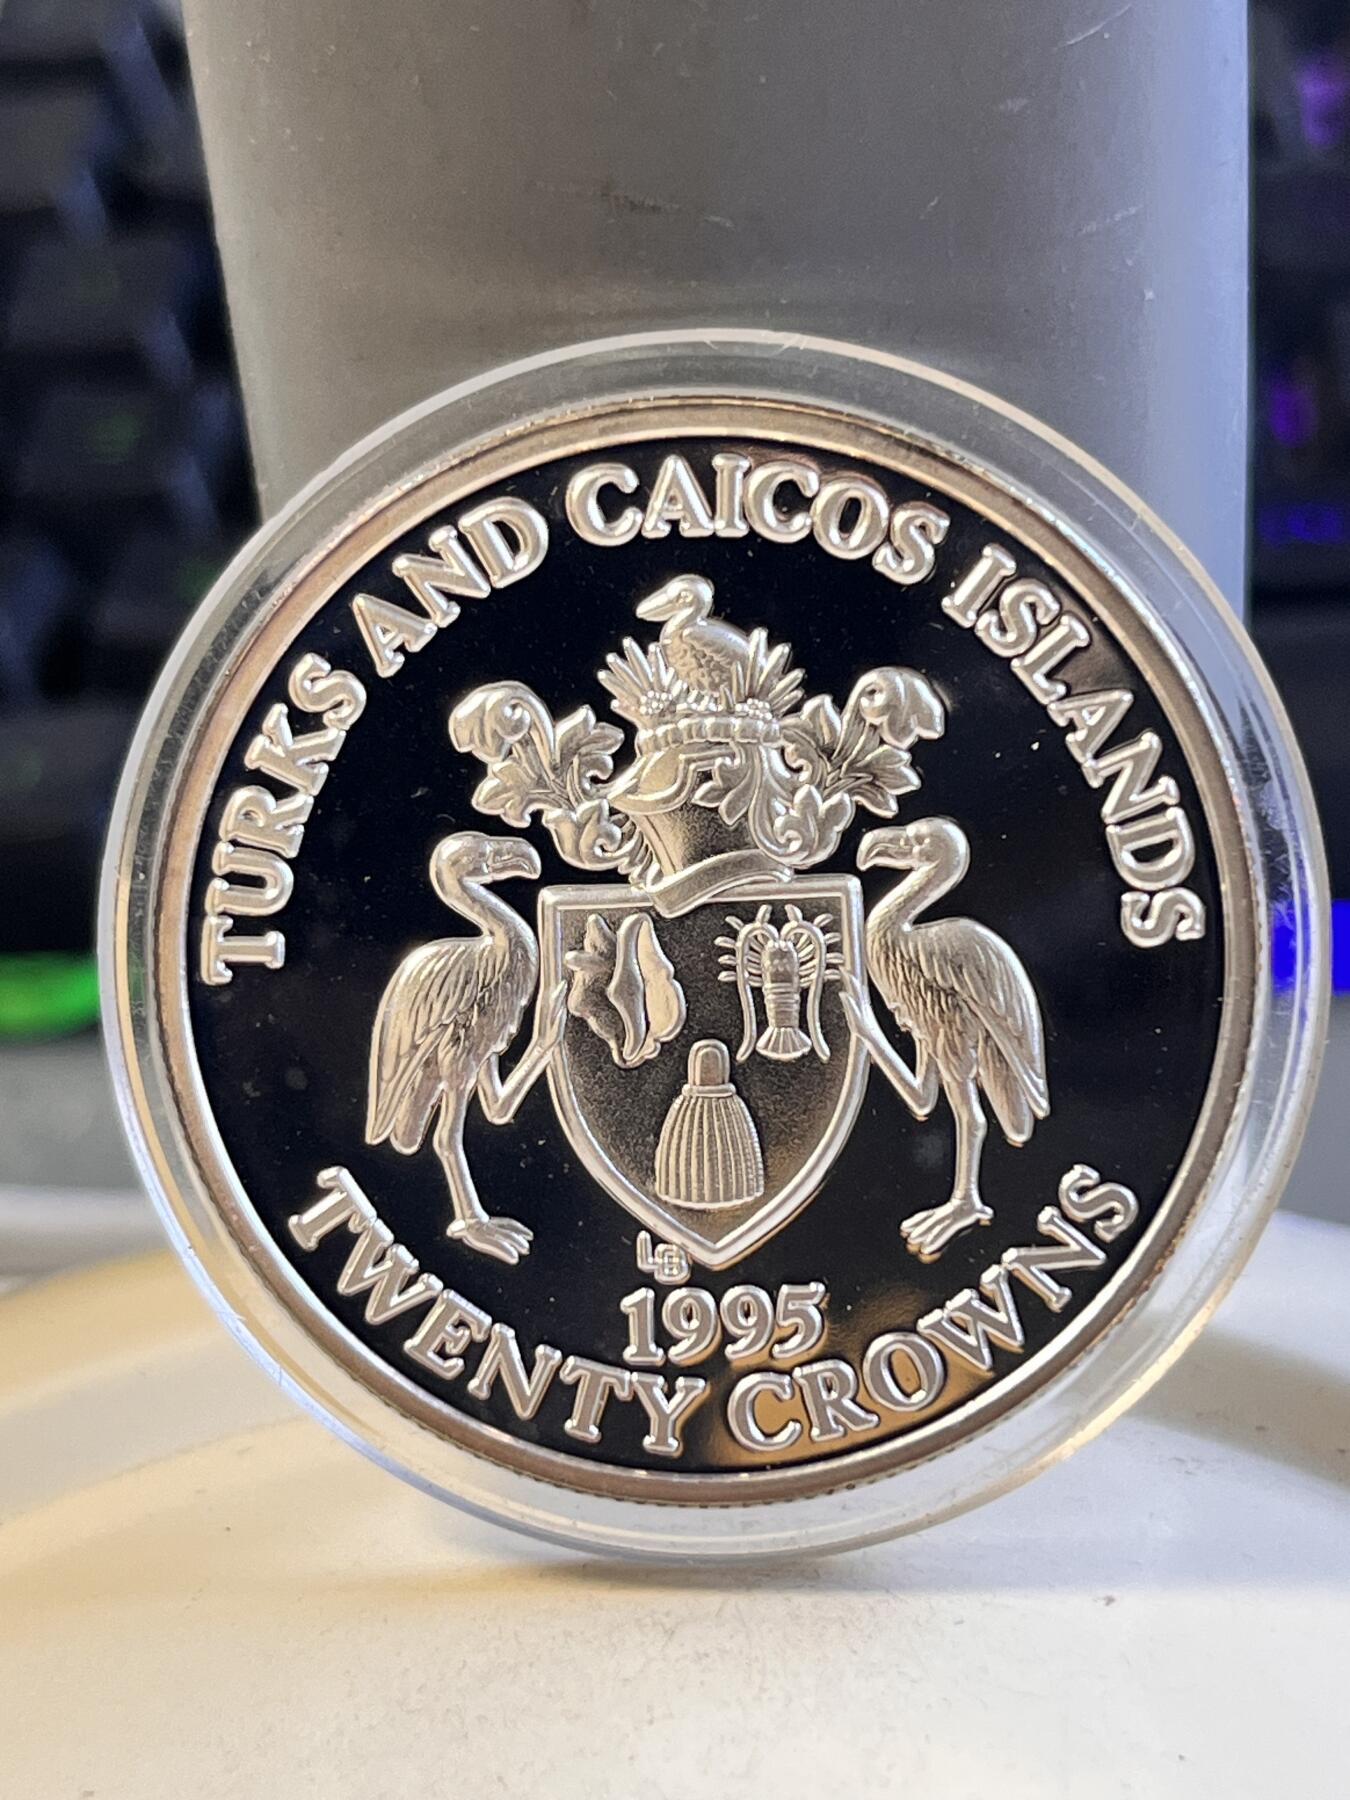 TURKS AND CAICOS ISLANDS
LB
1995
TWENTY CROWNS